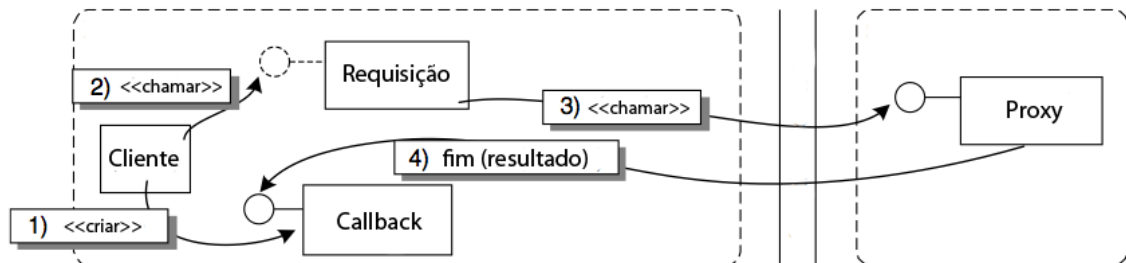 Requisição
2) <<chamar>>
3) <<chamar>>
Proxy
Cliente
4) fim (resultado)
Callback
1) <<criar>>